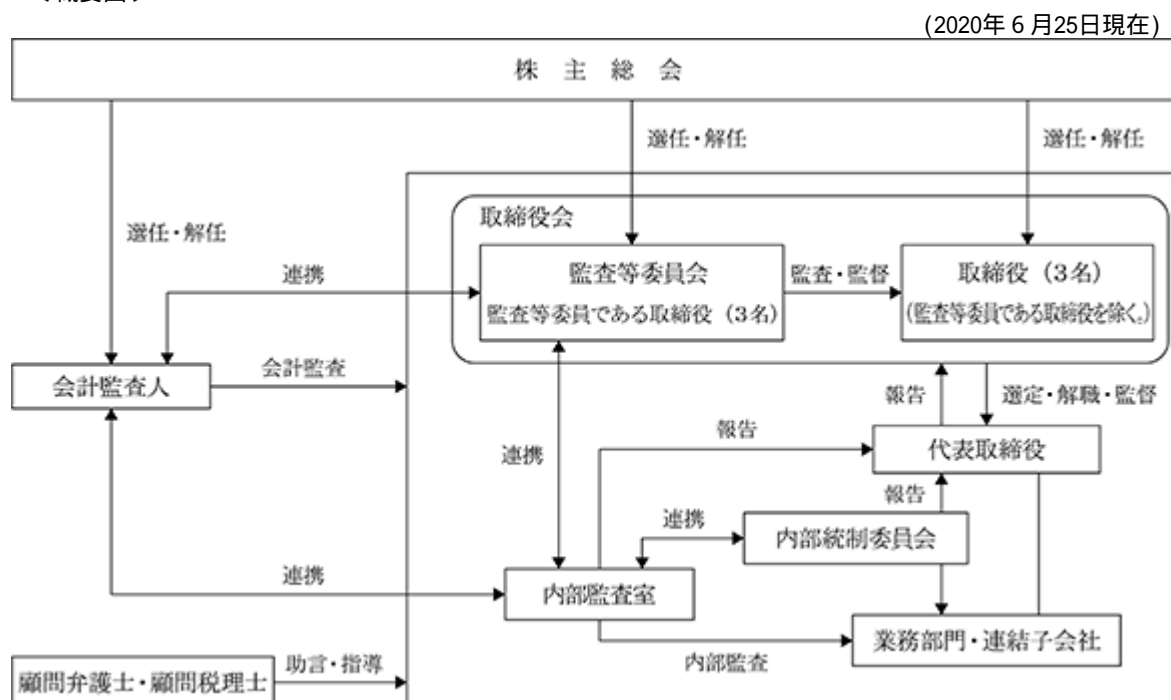 (2020年6月25日現在)
株主総会
選任・解任
選任・解任
選任・解任
取締役会
監査等委員会
監査等委員である取締役(3名)
監査・監督
取締役(3名)
(監査等委員である取締役を除く。)
連携
会計監査人
会計監査
報告
選定・解職・監督
代表取締役
報告
連携
報告
連携
内部統制委員会
連携
内部監査室
業務部門・連結子会社
内部監査
助言・指導
顧問弁護士・顧問税理士